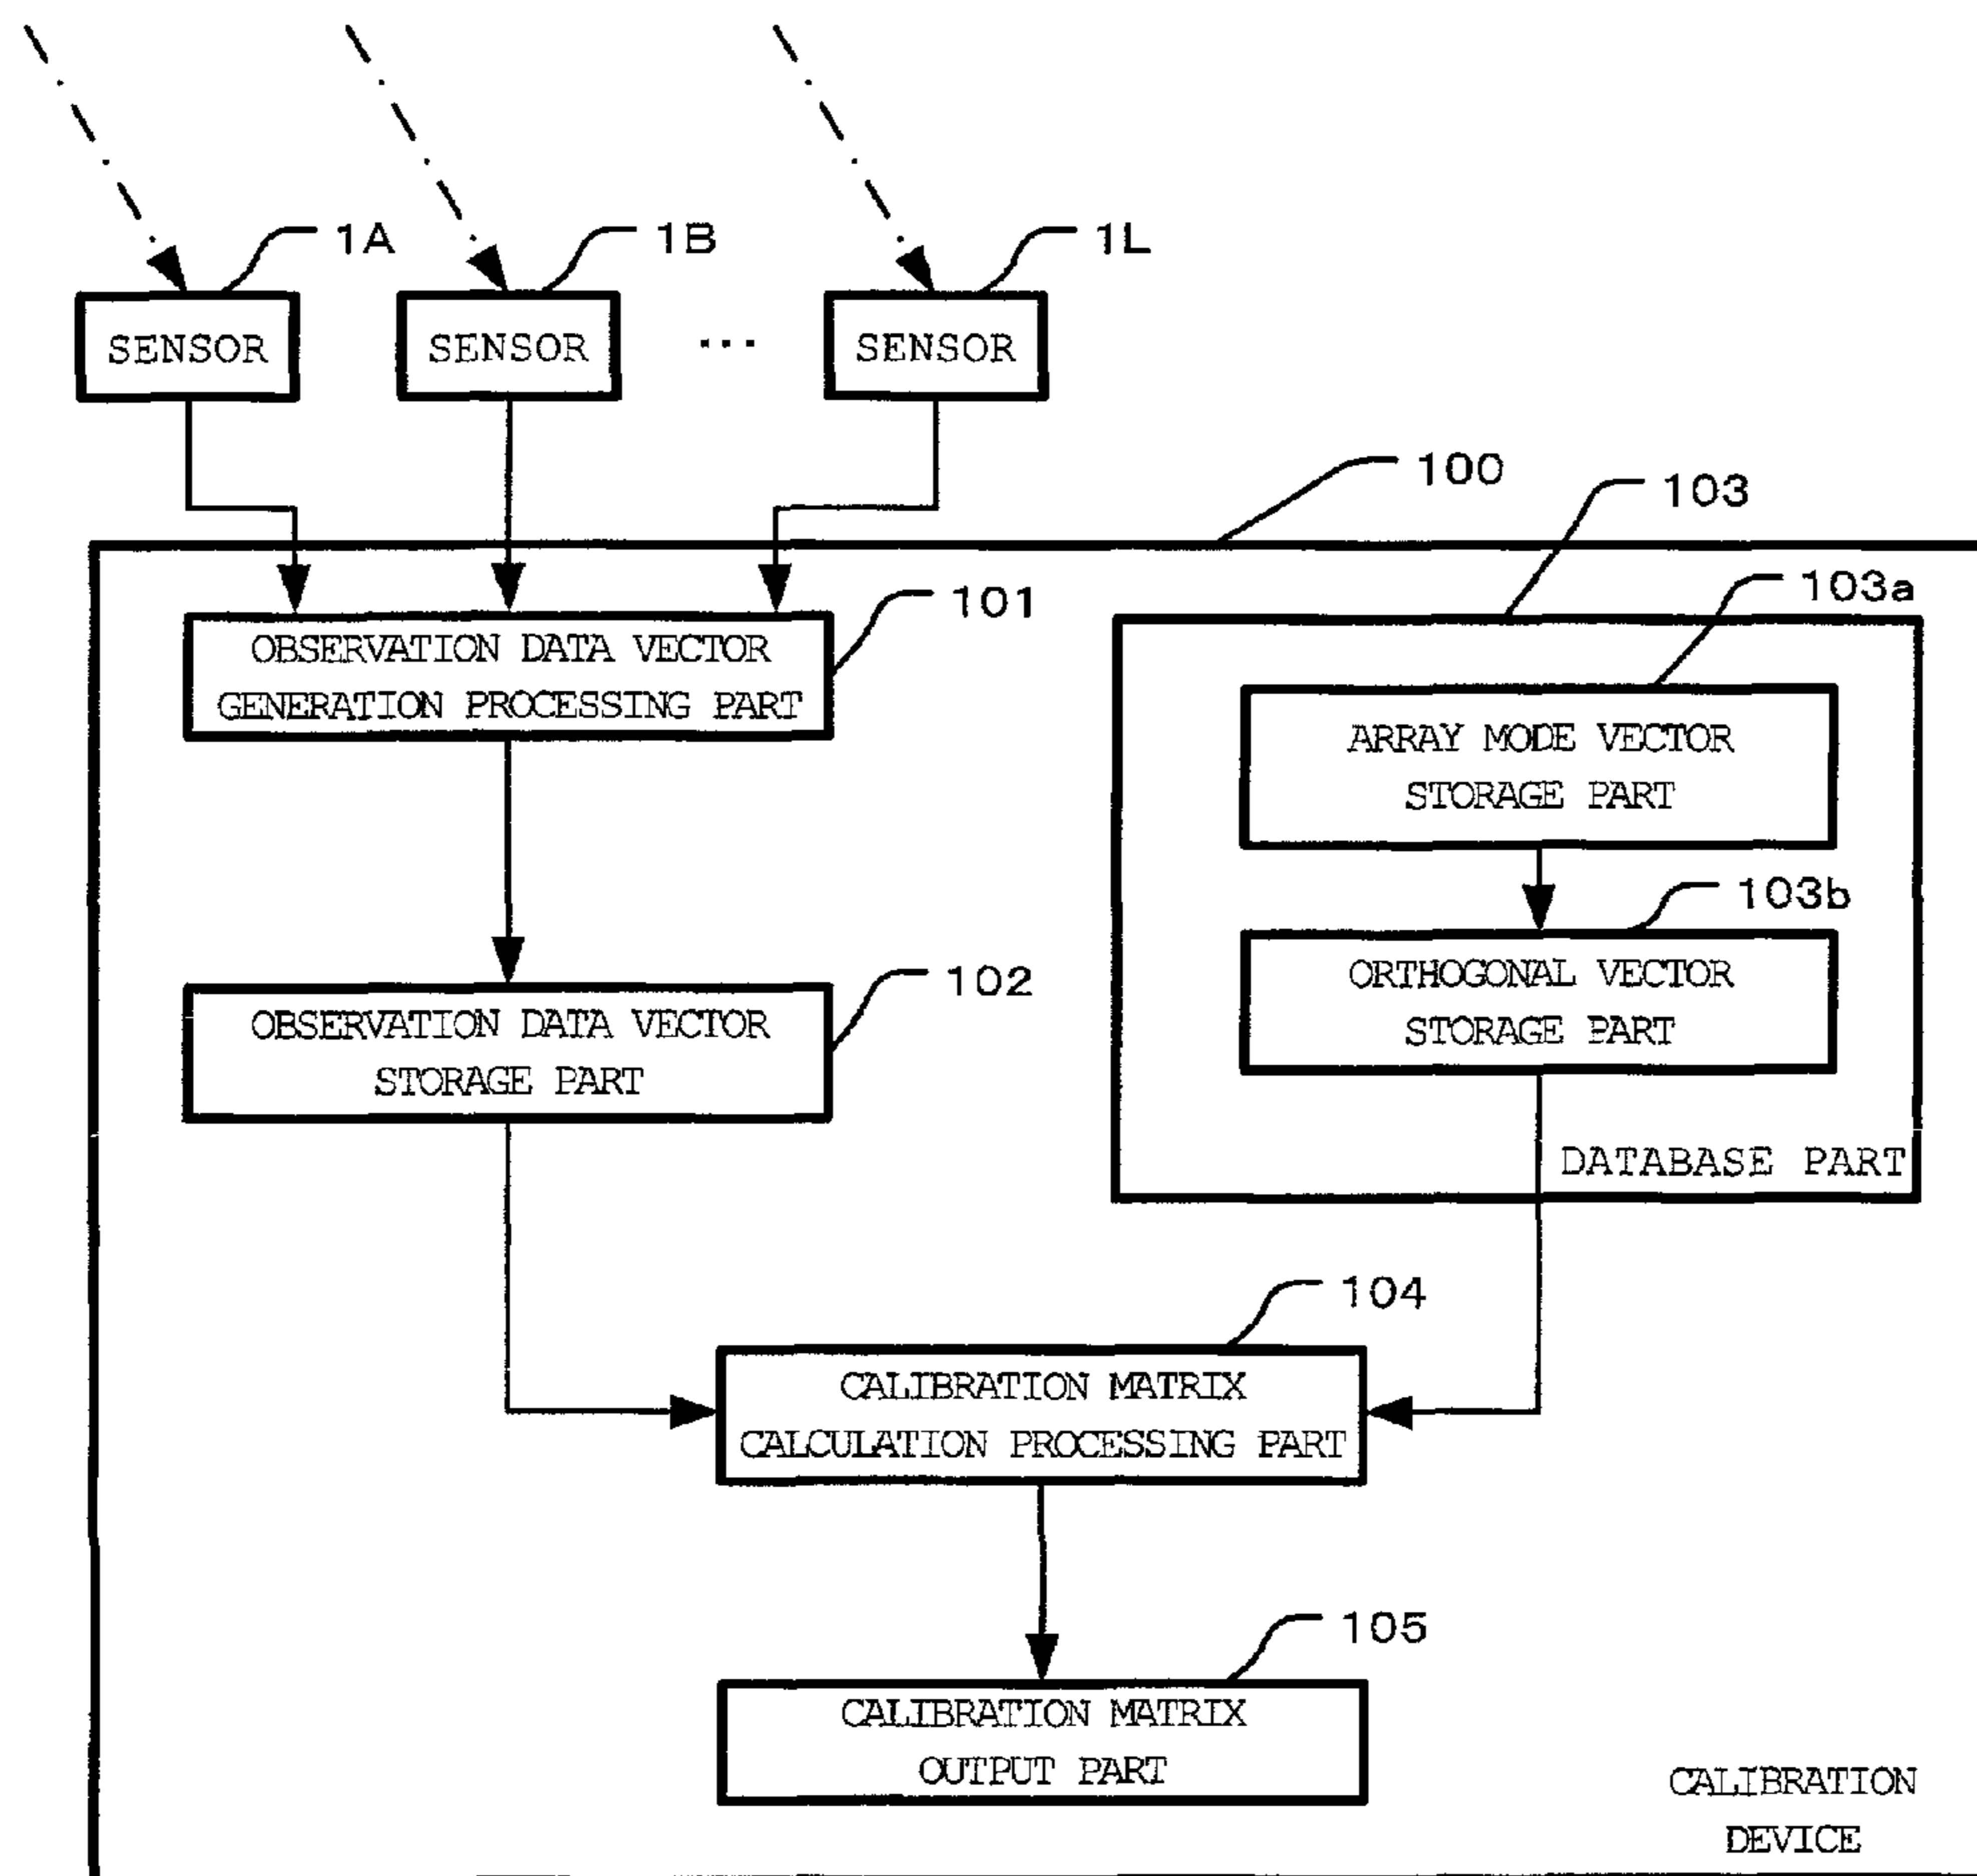 1A
1B
1L
SENSOR
SENSOR
...
SENSOR
100
103
103a
101
OBSERVATION DATA VECTOR
GENERATION PROCESSING PART
ARRAY MODE VECTOR
STORAGE PART
103b
102
OBSERVATION DATA VECTOR
STORAGE PART
ORTHOGONAL VECTOR
STORAGE PART
DATABASE PART
104
CALIBRATION MATRIX
CALCULATION PROCESSING PART
105
CALIBRATION MATRIX
OUTPUT PART
CALIBRATION
DEVICE